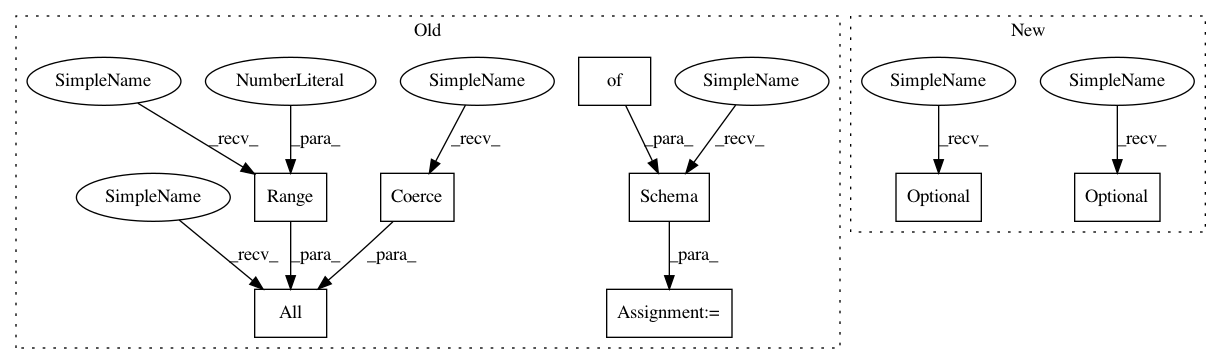 Old
New
SimpleName
NumberLiteral
SimpleName
of
SimpleName
SimpleName
SimpleName
_recv_
_para_
_recv_
_para_
_recv_
_recv_
_recv_
SimpleName
Range
Coerce
Schema
Optional
Optional
_recv_
_para_
_para_
_para_
All
Assignment:=